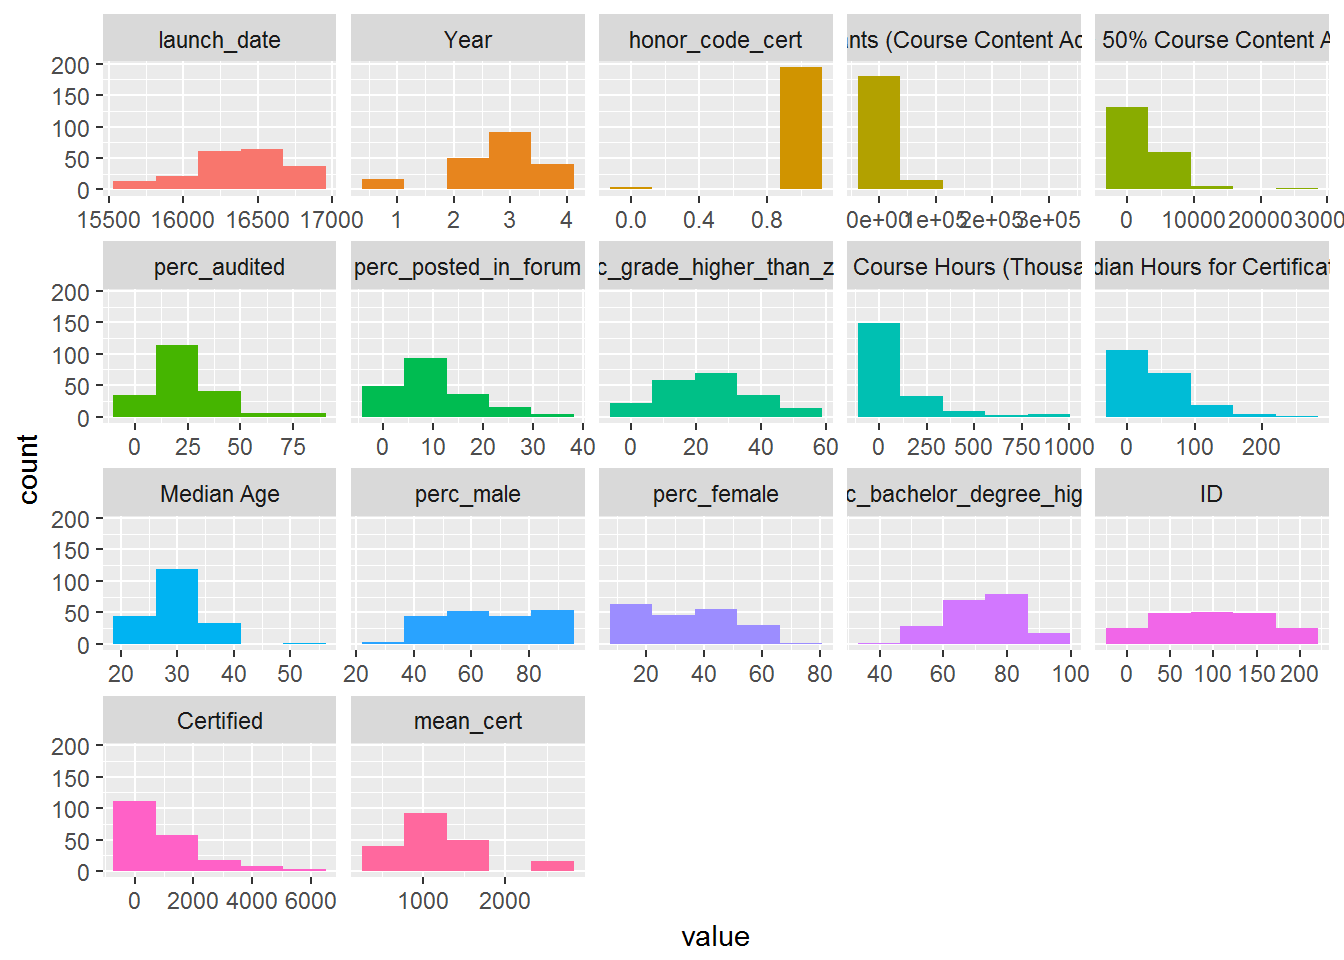 launch_date Year honor_code_cert ants (Course Content Ac 50% Course Content A
200
150
100
50
0
15500 16000 16500 17000 1 2 3 4 0.0 0.4 0.8 0e+00 1e+05 2e+05 3e+05 0 10000 20000 3000
perc_audited perc_posted_in_forum c_grade_higher_than_z Course Hours (Thousa dian Hours for Certificat
200
150
100
50
0
0 25 50 75 0 10 20 30 40 0 20 40 60 0 250 500 750 1000 0 100 200
count
Median Age perc_male perc_female c_bachelor_degree_hig ID
200
150
100
50
0
20 30 40 50 20 40 60 80 20 40 60 80 40 60 80 100 0 50 100 150 200
Certified mean_cert
200
150
100
50
0
0 2000 4000 6000 1000 2000
value